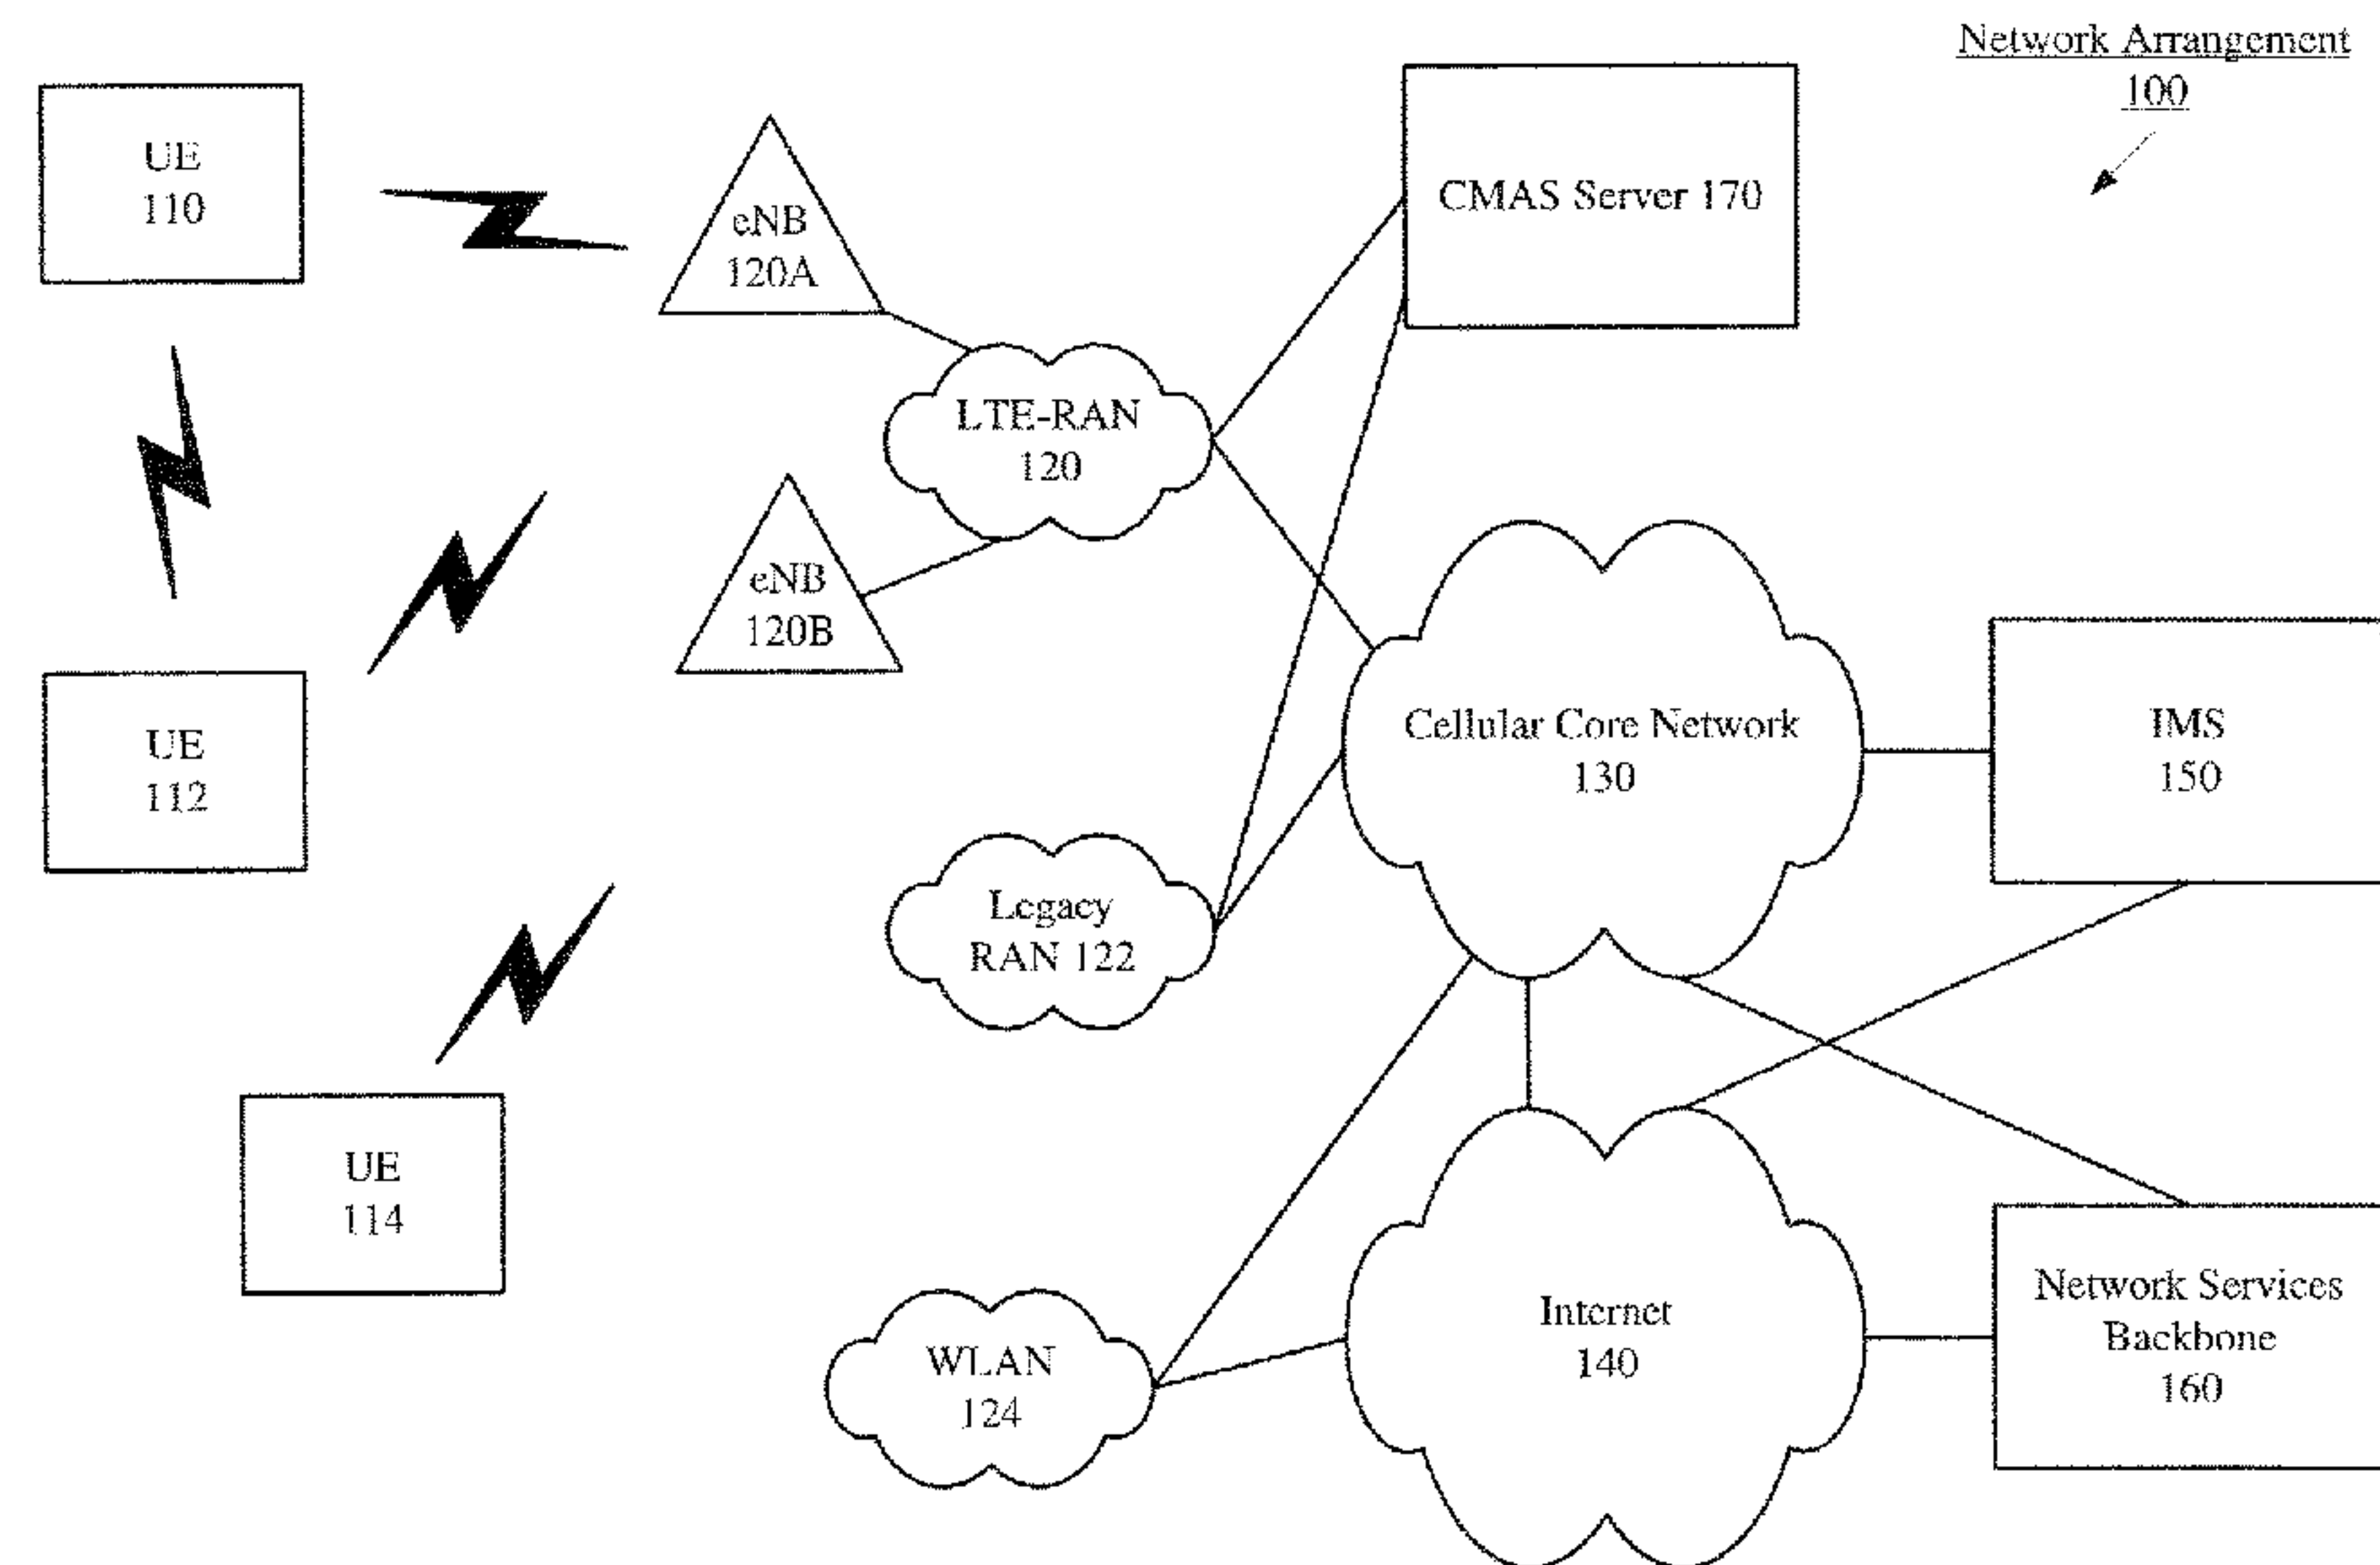 Network Arrangement
100
UE
110
eNB
120A
CMAS Server 170
LTE-RAN
120
eNB
120B
UE
112
Cellular Core Network
130
IMS
150
Legacy
RAN 122
UE
114
Internet
140
Network Services
Backbone
160
WLAN
124